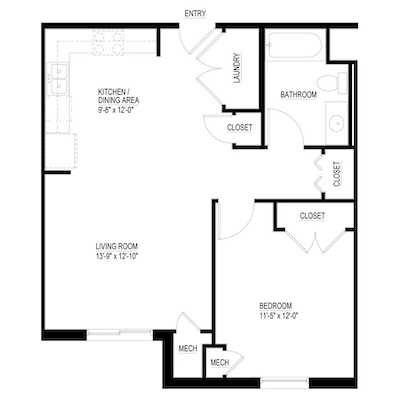 ENTRY
KITCHEN /
DINING AREA
9'-8" x 12'-0"
LAUNDRY
BATHROOM
CLOSET
CLOSET
CLOSET
LIVING ROOM
13'-9" x 12'-10"
BEDROOM
11'-5" x 12'-0"
MECH
MECH